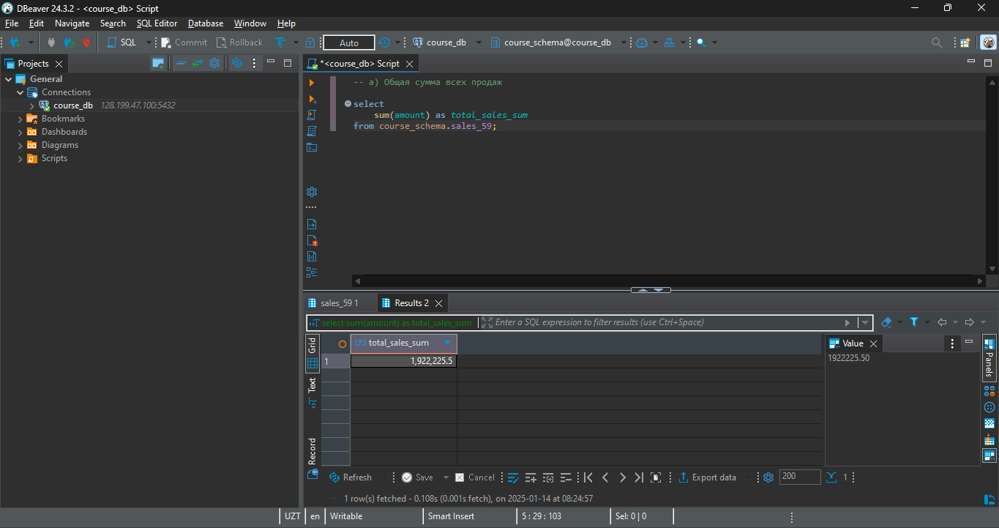 DBeaver 24.3.2 - <course_db> Script
File Edit Navigate Search SQL Editor Database Window Help
SQL Commit Rollback Auto course_db course_schema@course_db
Projects
General
Connections
course_db 128.199.47.100:5432
Bookmarks
Dashboards
Diagrams
Scripts
*<course_db> Script
-- a) Общая сумма всех продаж
select
sum(amount) as total_sales_sum
from course_schema.sales_59;
sales_59 1 Results 2
select sum(amount) as total_sales_sum Enter a SQL expression to filter results (use Ctrl+Space)
Grid
Text
Record
123 total_sales_sum
1 1,922,225.5
Value
1922225.50
Panels
Refresh Save Cancel Export data 200 1
1 row(s) fetched - 0.108s (0.001s fetch), on 2025-01-14 at 08:24:57
UZT en Writable Smart Insert 5 : 29 : 103 Sel: 0 | 0